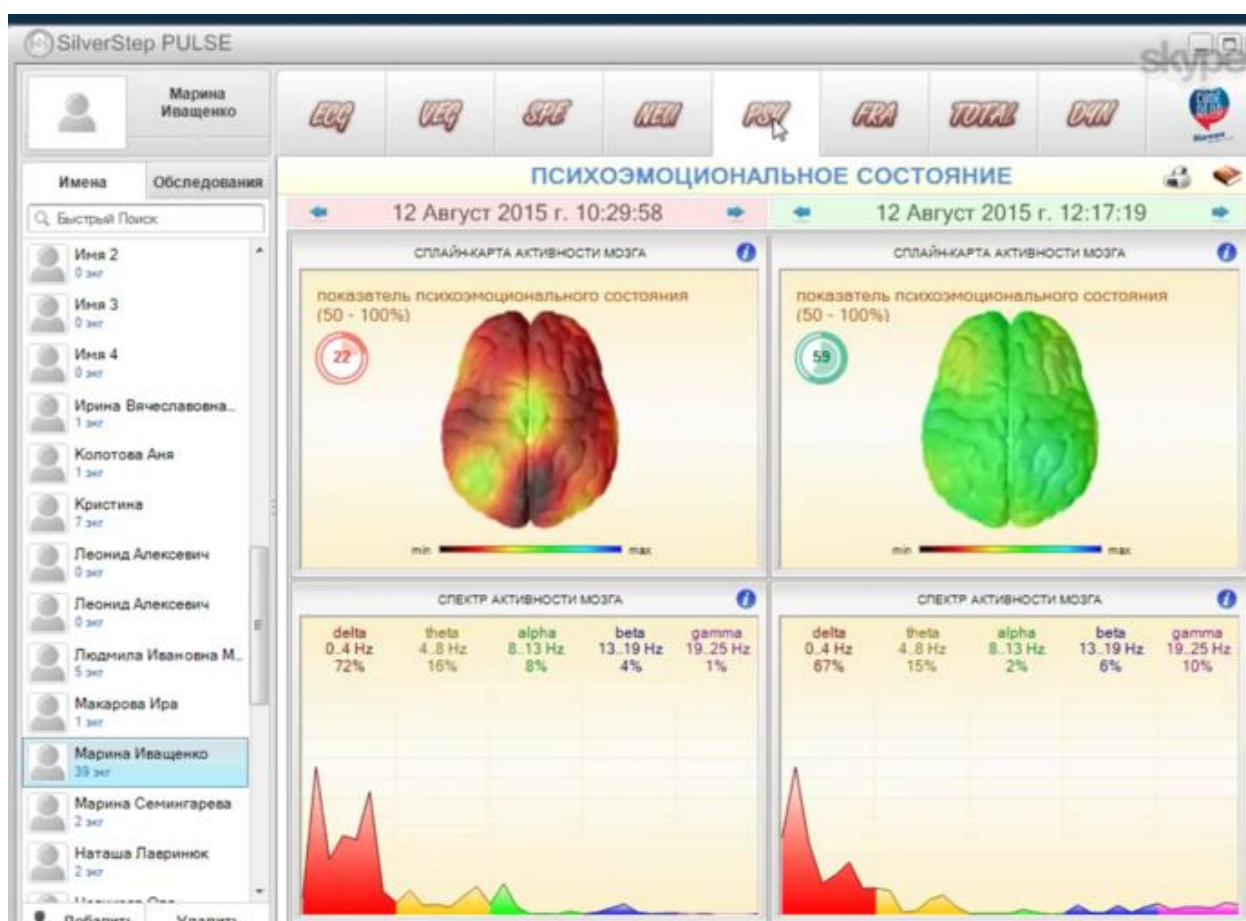 SilverStep PULSE
skype
Марина
Иващенко
ECG
VEG
SPE
NEU
PSY
FRA
TOTAL
DYN
CODE
BLOG
Имена
Обследования
ПСИХОЭМОЦИОНАЛЬНОЕ СОСТОЯНИЕ
Быстрый Поиск
12 Август 2015 г. 10:29:58
12 Август 2015 г. 12:17:19
Имя 2
0 экг
Имя 3
0 экг
Имя 4
0 экг
Ирина Вячеславовна...
1 экг
Колотова Аня
1 экг
Кристина
7 экг
Леонид Алексевич
0 экг
Леонид Алексевич
0 экг
Людмила Ивановна М...
5 экг
Макарова Ира
1 экг
Марина Иващенко
39 экг
Марина Семингарева
2 экг
Наташа Лавринюк
2 экг
Добавить
Удалить
СПЛАЙН-КАРТА АКТИВНОСТИ МОЗГА
показатель психоэмоционального состояния
(50 - 100%)
22
min
max
СПЛАЙН-КАРТА АКТИВНОСТИ МОЗГА
показатель психоэмоционального состояния
(50 - 100%)
59
min
max
СПЕКТР АКТИВНОСТИ МОЗГА
delta theta alpha beta gamma
0..4 Hz 4..8 Hz 8..13 Hz 13..19 Hz 19..25 Hz
72% 16% 8% 4% 1%
СПЕКТР АКТИВНОСТИ МОЗГА
delta theta alpha beta gamma
0..4 Hz 4..8 Hz 8..13 Hz 13..19 Hz 19..25 Hz
67% 15% 2% 6% 10%